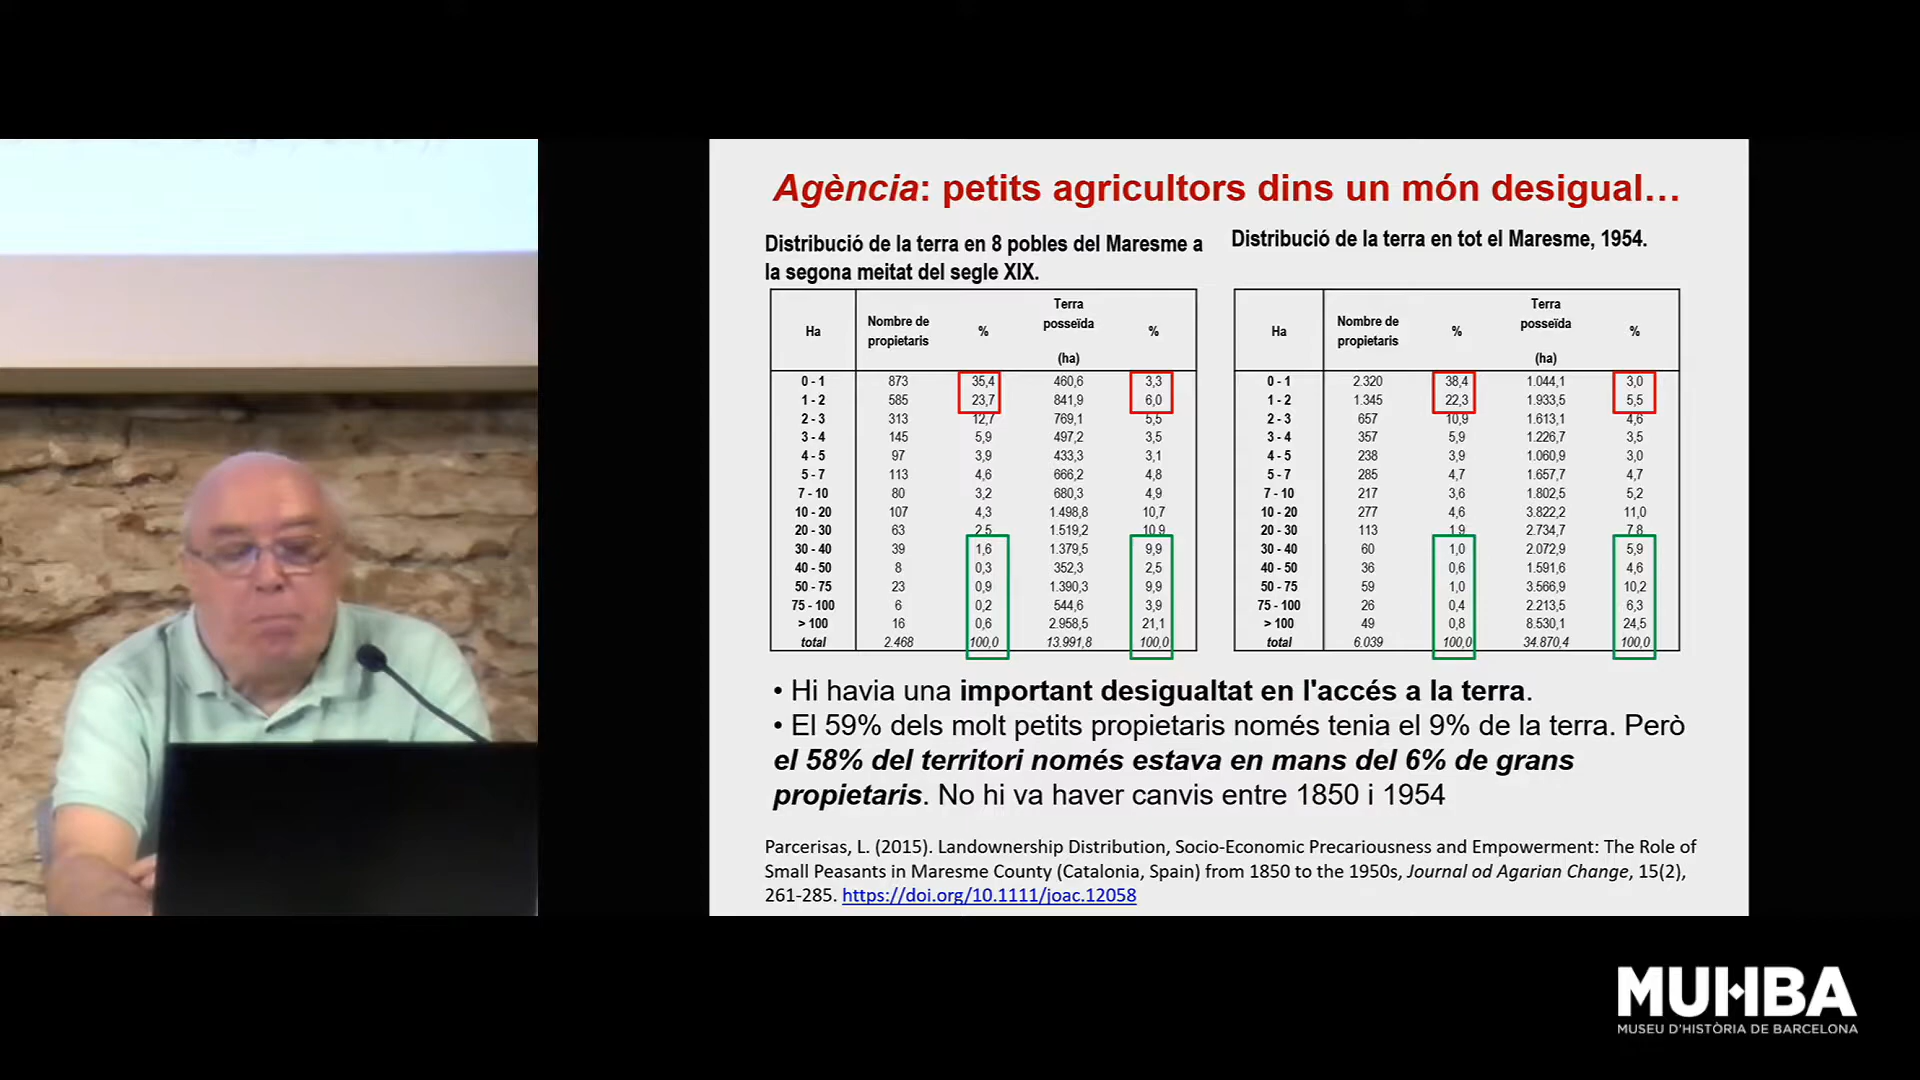 Agència: petits agricultors dins un món desigual…
Distribució de la terra en 8 pobles del Maresme a
la segona meitat del segle XIX.
Ha Nombre de propietaris % Terra posseïda (ha) %
0 - 1 873 35,4 460,6 3,3
1 - 2 585 23,7 841,9 6,0
2 - 3 313 12,7 769,1 5,5
3 - 4 145 5,9 497,2 3,5
4 - 5 97 3,9 433,3 3,1
5 - 7 113 4,6 666,2 4,8
7 - 10 80 3,2 680,3 4,9
10 - 20 107 4,3 1.498,8 10,7
20 - 30 63 2,5 1.519,2 10,9
30 - 40 39 1,6 1.379,5 9,9
40 - 50 8 0,3 352,3 2,5
50 - 75 23 0,9 1.390,3 9,9
75 - 100 6 0,2 544,6 3,9
> 100 16 0,6 2.958,5 21,1
total 2.468 100,0 13.991,8 100,0
Distribució de la terra en tot el Maresme, 1954.
Ha Nombre de propietaris % Terra posseïda (ha) %
0 - 1 2.320 38,4 1.044,1 3,0
1 - 2 1.345 22,3 1.933,5 5,5
2 - 3 657 10,9 1.613,1 4,6
3 - 4 357 5,9 1.226,7 3,5
4 - 5 238 3,9 1.060,9 3,0
5 - 7 285 4,7 1.657,7 4,7
7 - 10 217 3,6 1.802,5 5,2
10 - 20 277 4,6 3.822,2 11,0
20 - 30 113 1,9 2.734,7 7,8
30 - 40 60 1,0 2.072,9 5,9
40 - 50 36 0,6 1.591,6 4,6
50 - 75 59 1,0 3.566,9 10,2
75 - 100 26 0,4 2.213,5 6,3
> 100 49 0,8 8.530,1 24,5
total 6.039 100,0 34.870,4 100,0
• Hi havia una important desigualtat en l'accés a la terra.
• El 59% dels molt petits propietaris només tenia el 9% de la terra. Però
el 58% del territori només estava en mans del 6% de grans
propietaris. No hi va haver canvis entre 1850 i 1954
Parcerisas, L. (2015). Landownership Distribution, Socio-Economic Precariousness and Empowerment: The Role of
Small Peasants in Maresme County (Catalonia, Spain) from 1850 to the 1950s, Journal od Agarian Change, 15(2),
261-285. https://doi.org/10.1111/joac.12058
MUHBA
MUSEU D'HISTÒRIA DE BARCELONA